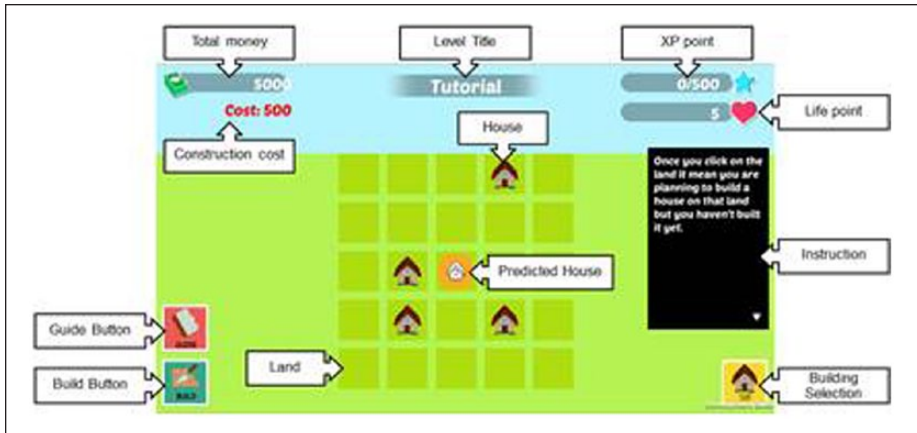 Total money
Level Title
XP point
5000
Tutorial
0/500
Cost: 500
5
Life point
House
Construction cost
Once you click on the
land it mean you are
planning to build a
house on that land
but you haven't built
it yet.
Instruction
Predicted House
Guide Button
GUIDE
Land
Build Button
BUILD
Building
Selection